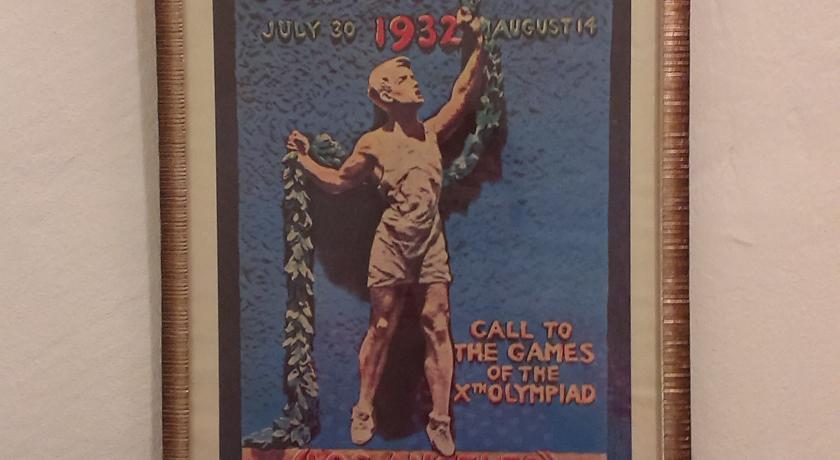 JULY 30 1932 AUGUST 14
CALL TO
THE GAMES
OF THE
XTH OLYMPIAD